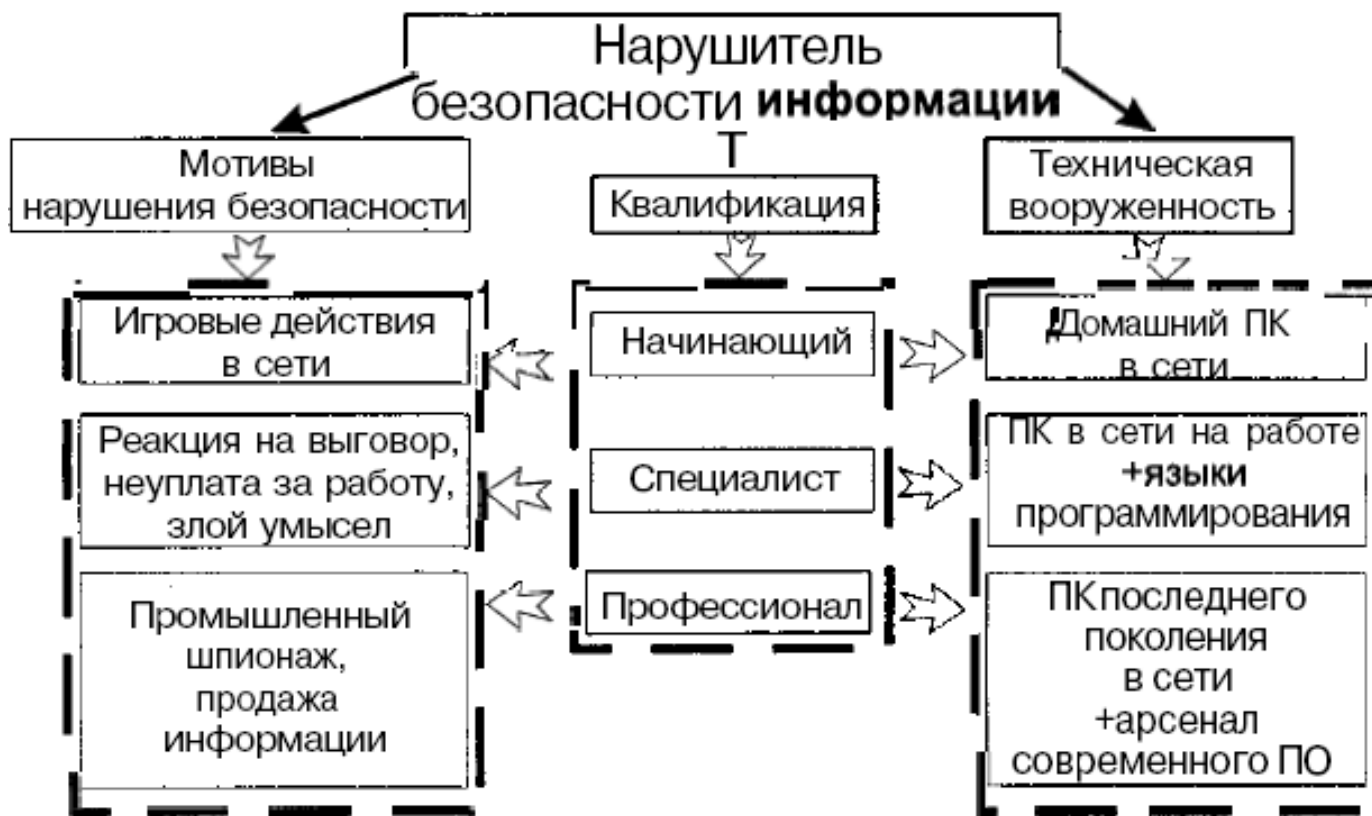 Нарушитель
безопасности информации
Мотивы
нарушения безопасности
Квалификация
Техническая
вооруженность
Игровые действия
в сети
Начинающий
Домашний ПК
в сети
Реакция на выговор,
неуплата за работу,
злой умысел
Специалист
ПК в сети на работе
+языки
программирования
Промышленный
шпионаж,
продажа
информации
Профессионал
ПК последнего
поколения
в сети
+арсенал
современного ПО